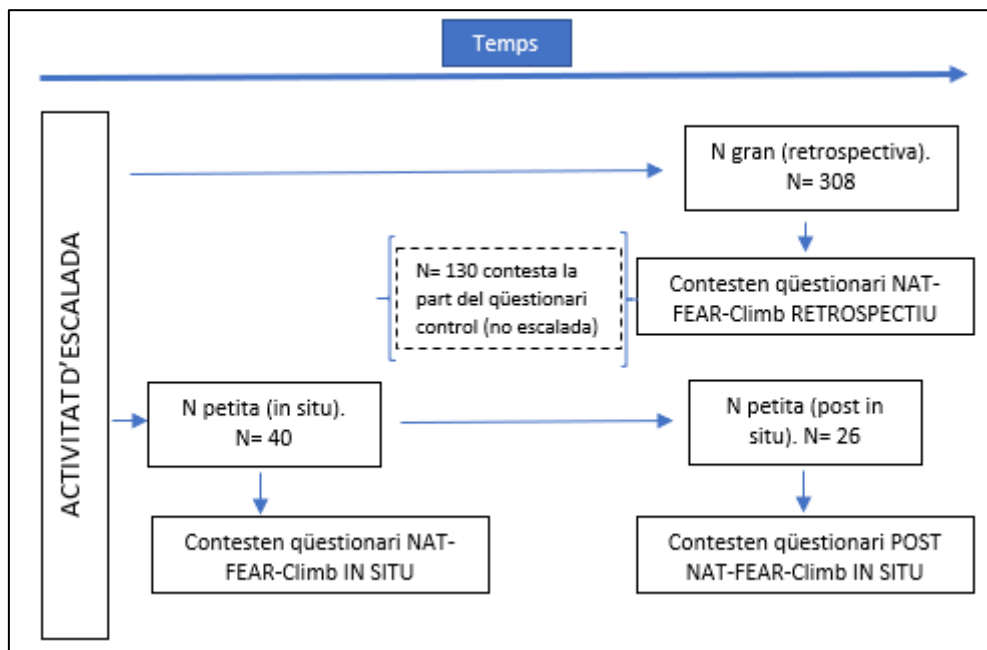 Temps
ACTIVITAT D'ESCALADA
N gran (retrospectiva).
N= 308
N= 130 contesta la
part del qüestionari
control (no escalada)
Contesten qüestionari NAT-
FEAR-Climb RETROSPECTIU
N petita (in situ).
N= 40
N petita (post in
situ). N= 26
Contesten qüestionari NAT-
FEAR-Climb IN SITU
Contesten qüestionari POST
NAT-FEAR-Climb IN SITU